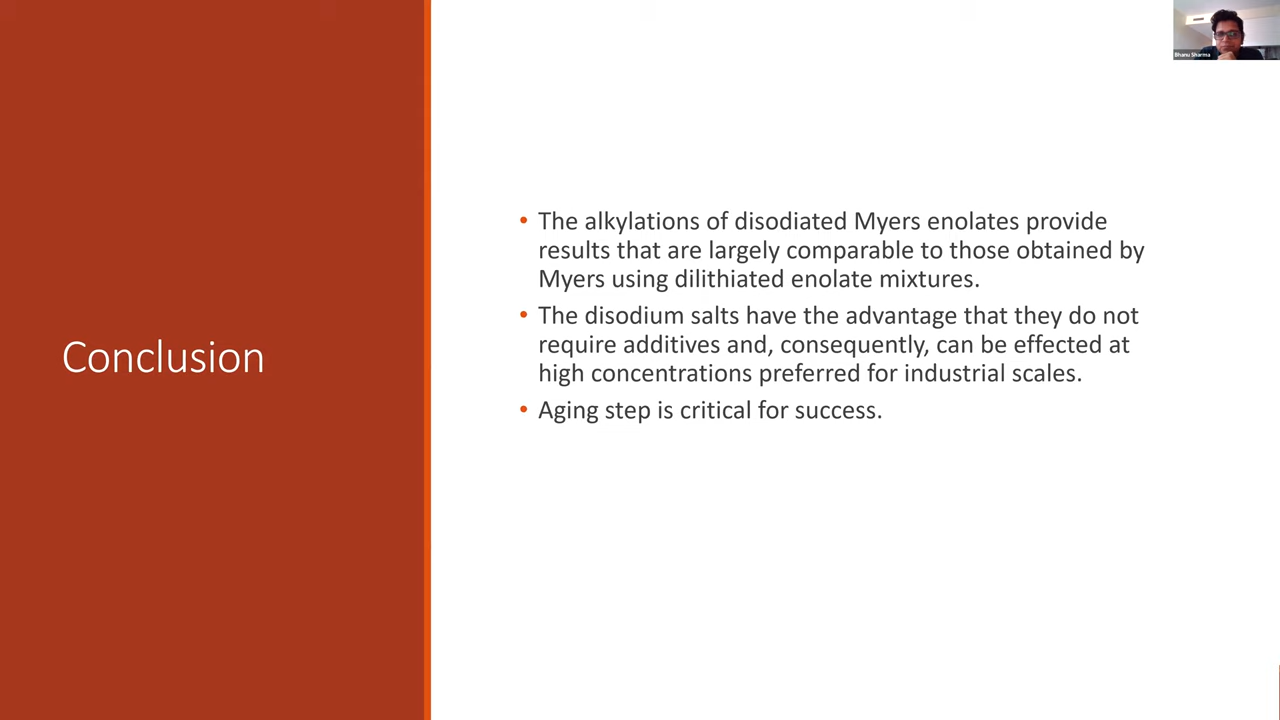 Bhanu Sharma
Conclusion
• The alkylations of disodiated Myers enolates provide
results that are largely comparable to those obtained by
Myers using dilithiated enolate mixtures.
• The disodium salts have the advantage that they do not
require additives and, consequently, can be effected at
high concentrations preferred for industrial scales.
• Aging step is critical for success.